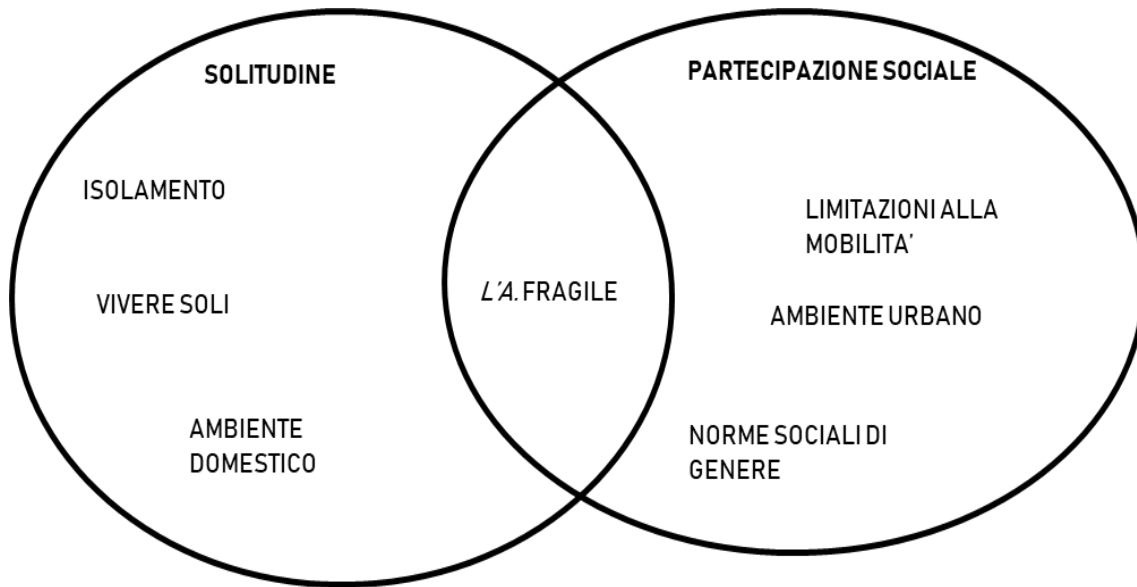 SOLITUDINE
PARTECIPAZIONE SOCIALE
ISOLAMENTO
VIVERE SOLI
AMBIENTE
DOMESTICO
L'A. FRAGILE
LIMITAZIONI ALLA
MOBILITA'
AMBIENTE URBANO
NORME SOCIALI DI
GENERE